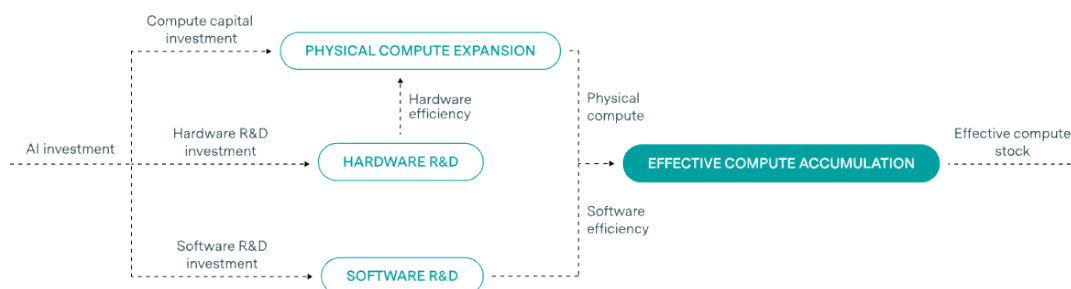 Compute capital
investment
PHYSICAL COMPUTE EXPANSION
Hardware
efficiency
Physical
compute
AI investment
Hardware R&D
investment
HARDWARE R&D
EFFECTIVE COMPUTE ACCUMULATION
Effective compute
stock
Software
efficiency
Software R&D
investment
SOFTWARE R&D